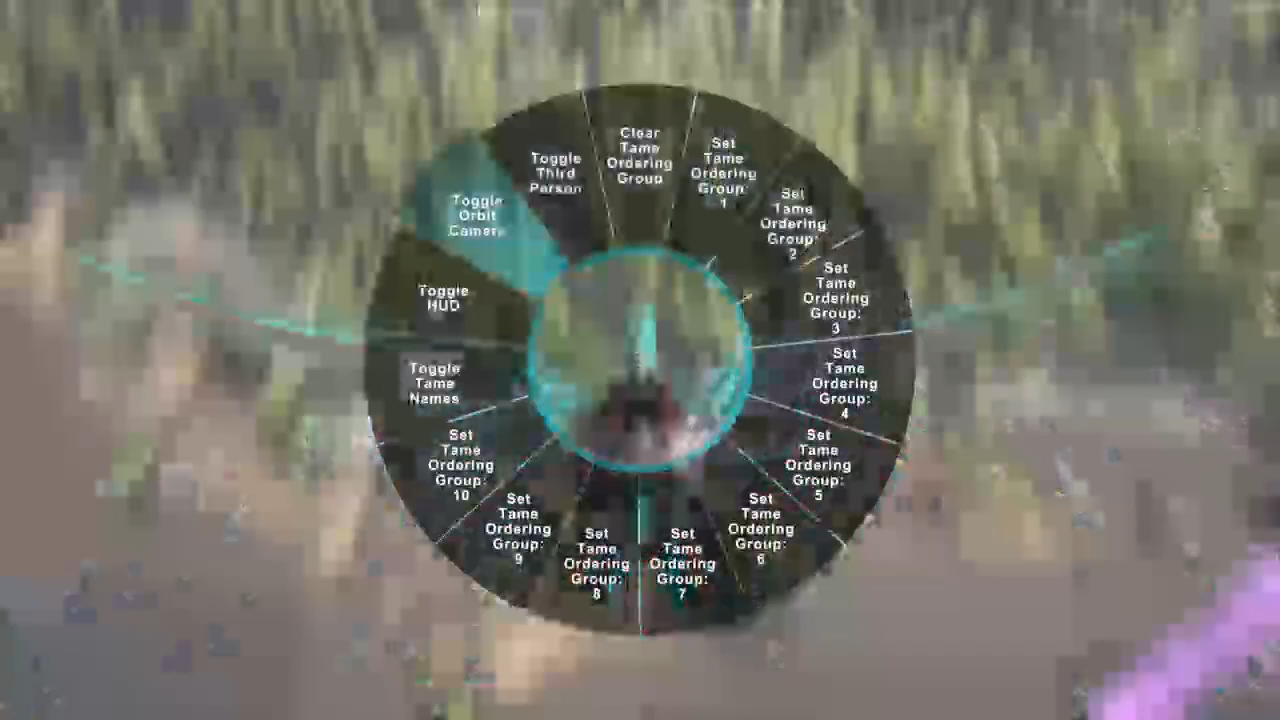 Clear
Tame
Ordering
Group
Set
Tame
Ordering
Group:
1
Set
Tame
Ordering
Group:
2
Set
Tame
Ordering
Group:
3
Set
Tame
Ordering
Group:
4
Set
Tame
Ordering
Group:
5
Set
Tame
Ordering
Group:
6
Set
Tame
Ordering
Group:
7
Set
Tame
Ordering
Group:
8
Set
Tame
Ordering
Group:
9
Set
Tame
Ordering
Group:
10
Toggle
Tame
Names
Toggle
HUD
Toggle
Orbit
Camera
Toggle
Third
Person